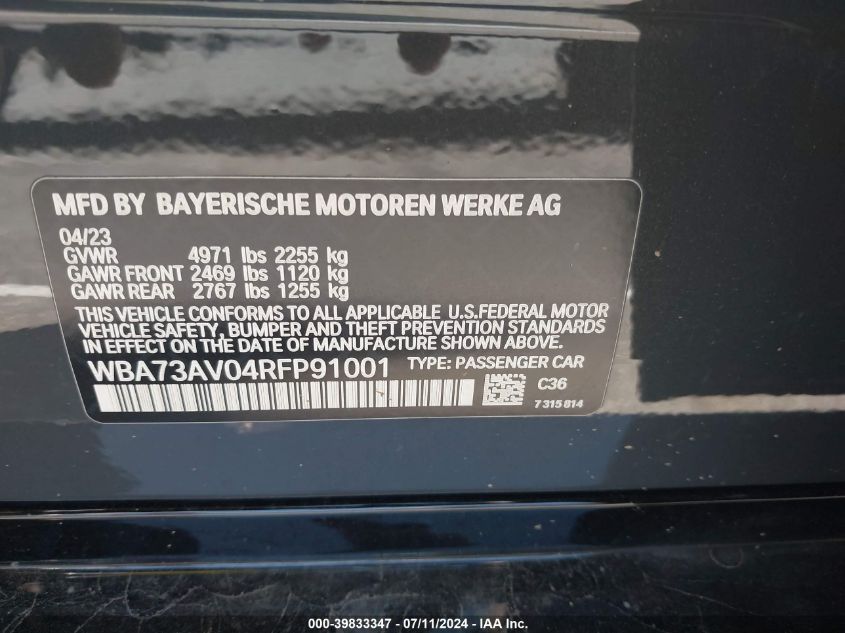 MFD BY BAYERISCHE MOTOREN WERKE AG
04/23
GVWR 4971 lbs 2255 kg
GAWR FRONT 2469 lbs 1120 kg
GAWR REAR 2767 lbs 1255 kg
THIS VEHICLE CONFORMS TO ALL APPLICABLE U.S.FEDERAL MOTOR
VEHICLE SAFETY, BUMPER AND THEFT PREVENTION STANDARDS
IN EFFECT ON THE DATE OF MANUFACTURE SHOWN ABOVE.
WBA73AV04RFP91001 TYPE: PASSENGER CAR
C36
7 315 814
000-39833347 - 07/11/2024 - IAA Inc.